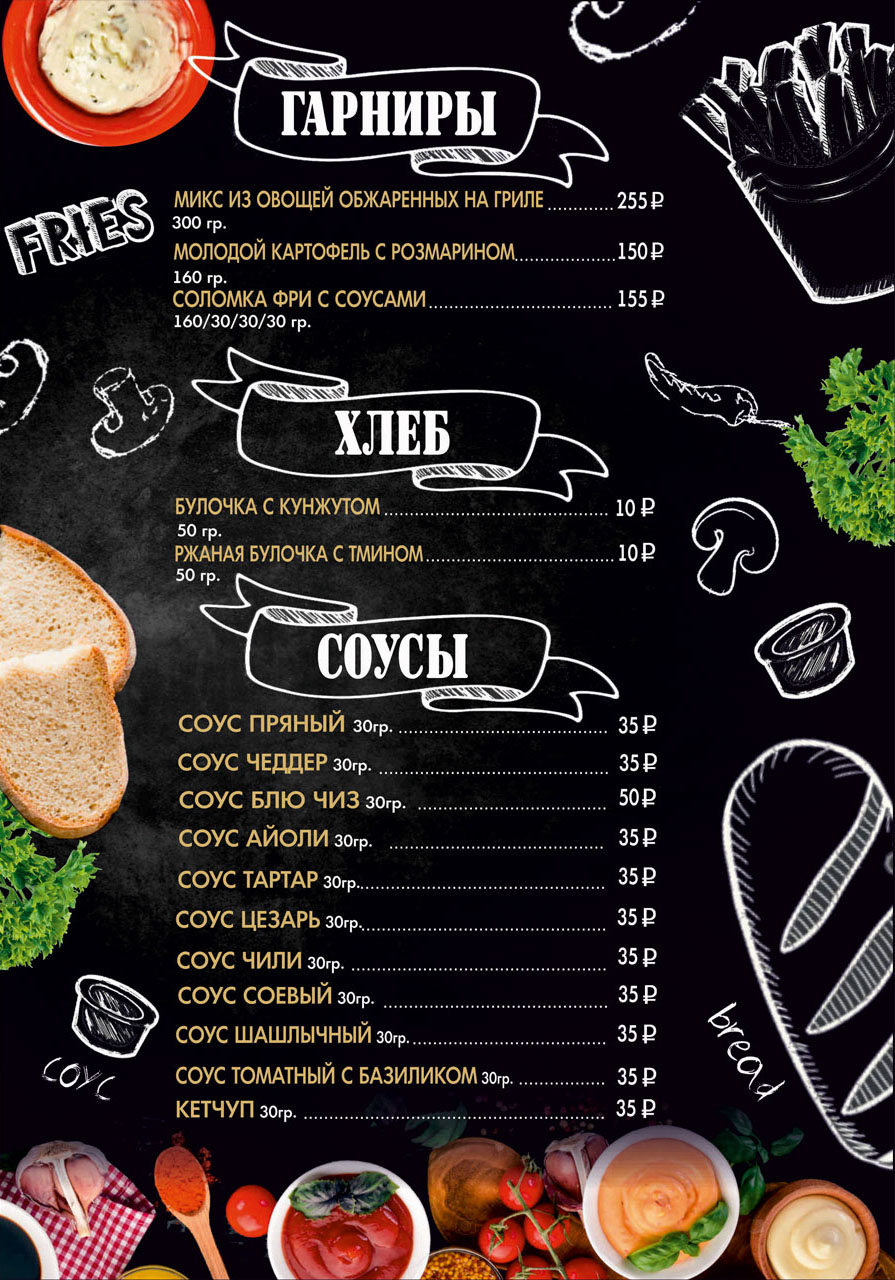 ГАРНИРЫ
FRIES
МИКС ИЗ ОВОЩЕЙ ОБЖАРЕННЫХ НА ГРИЛЕ ............. 255 ₽
300 гр.
МОЛОДОЙ КАРТОФЕЛЬ С РОЗМАРИНОМ.................... 150 ₽
160 гр.
СОЛОМКА ФРИ С СОУСАМИ ..................................... 155 ₽
160/30/30/30 гр.
ХЛЕБ
БУЛОЧКА С КУНЖУТОМ ............................................. 10 ₽
50 гр.
РЖАНАЯ БУЛОЧКА С ТМИНОМ ..................................... 10 ₽
50 гр.
СОУСЫ
СОУС ПРЯНЫЙ 30гр. .......................................... 35 ₽
СОУС ЧЕДДЕР 30гр. .............................................. 35 ₽
СОУС БЛЮ ЧИЗ 30гр. ...................................... 50 ₽
СОУС АЙОЛИ 30гр. ........................................... 35 ₽
СОУС ТАРТАР 30гр.................................................. 35 ₽
СОУС ЦЕЗАРЬ 30гр.................................................. 35 ₽
СОУС ЧИЛИ 30гр. .................................................... 35 ₽
СОУС СОЕВЫЙ 30гр. ............................................. 35 ₽
СОУС ШАШЛЫЧНЫЙ 30гр........................................ 35 ₽
СОУС ТОМАТНЫЙ С БАЗИЛИКОМ 30гр. .................. 35 ₽
КЕТЧУП 30гр. ............................................................. 35 ₽
bread
СОУС